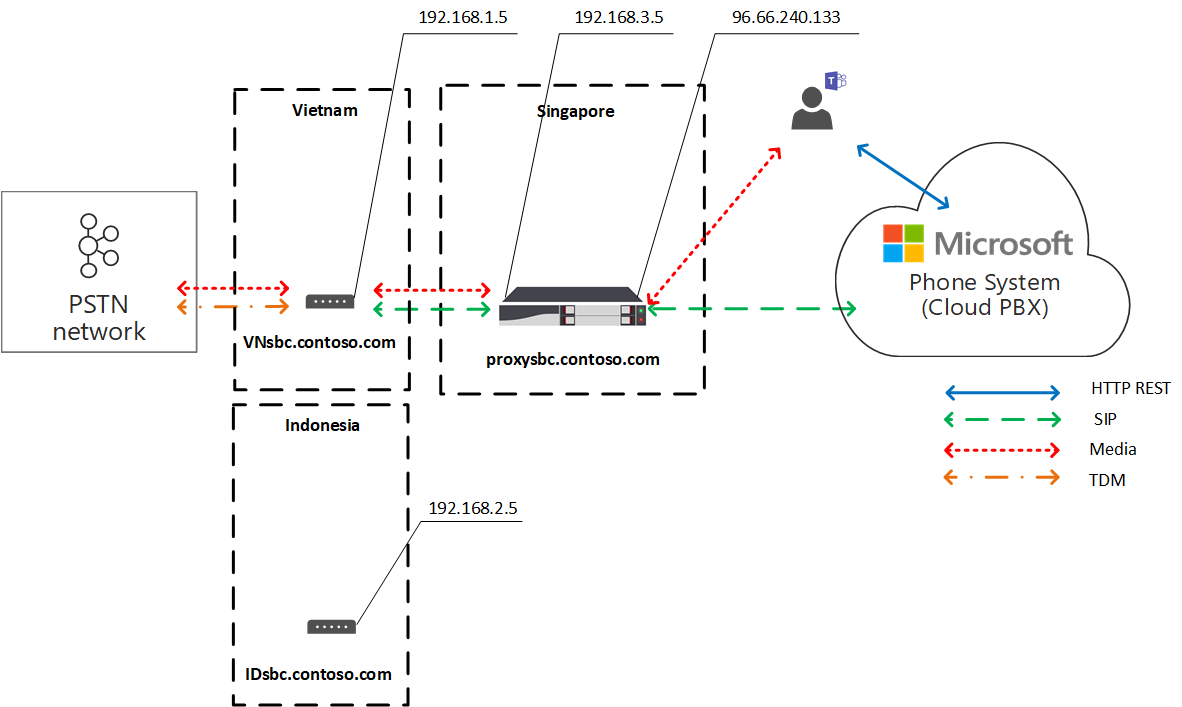 192.168.1.5
192.168.3.5
96.66.240.133
Vietnam
Singapore
T
Microsoft
Phone System
(Cloud PBX)
PSTN
network
VNsbc.contoso.com
proxysbc.contoso.com
HTTP REST
SIP
Media
TDM
Indonesia
192.168.2.5
IDsbc.contoso.com